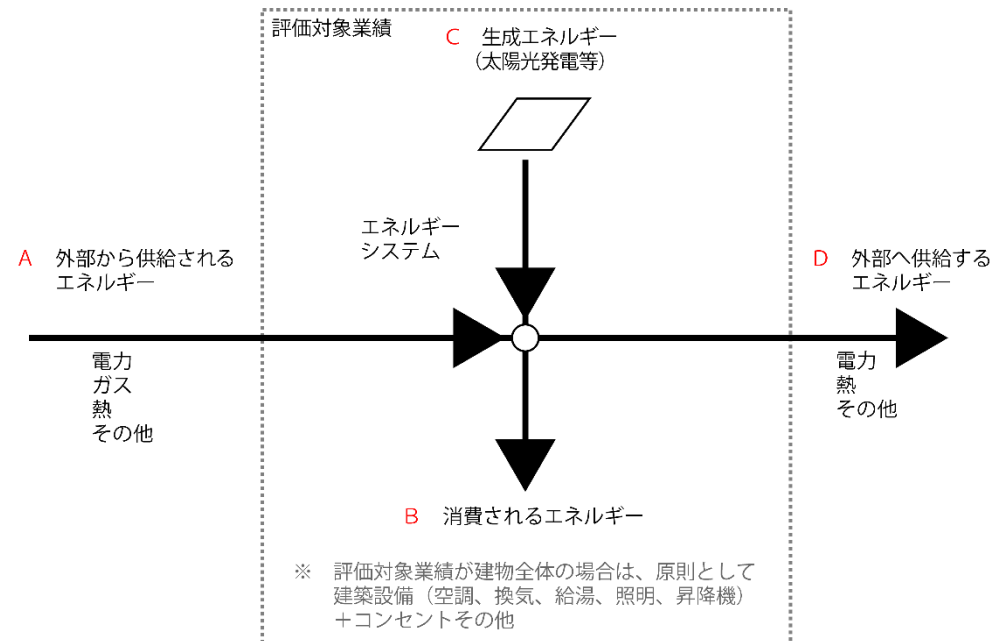 評価対象業績
C 生成エネルギー
（太陽光発電等）
エネルギー
システム
A 外部から供給される
エネルギー
D 外部へ供給する
エネルギー
電力
ガス
熱
その他
電力
熱
その他
B 消費されるエネルギー
※ 評価対象業績が建物全体の場合は、原則として
建築設備（空調、換気、給湯、照明、昇降機）
＋コンセントその他